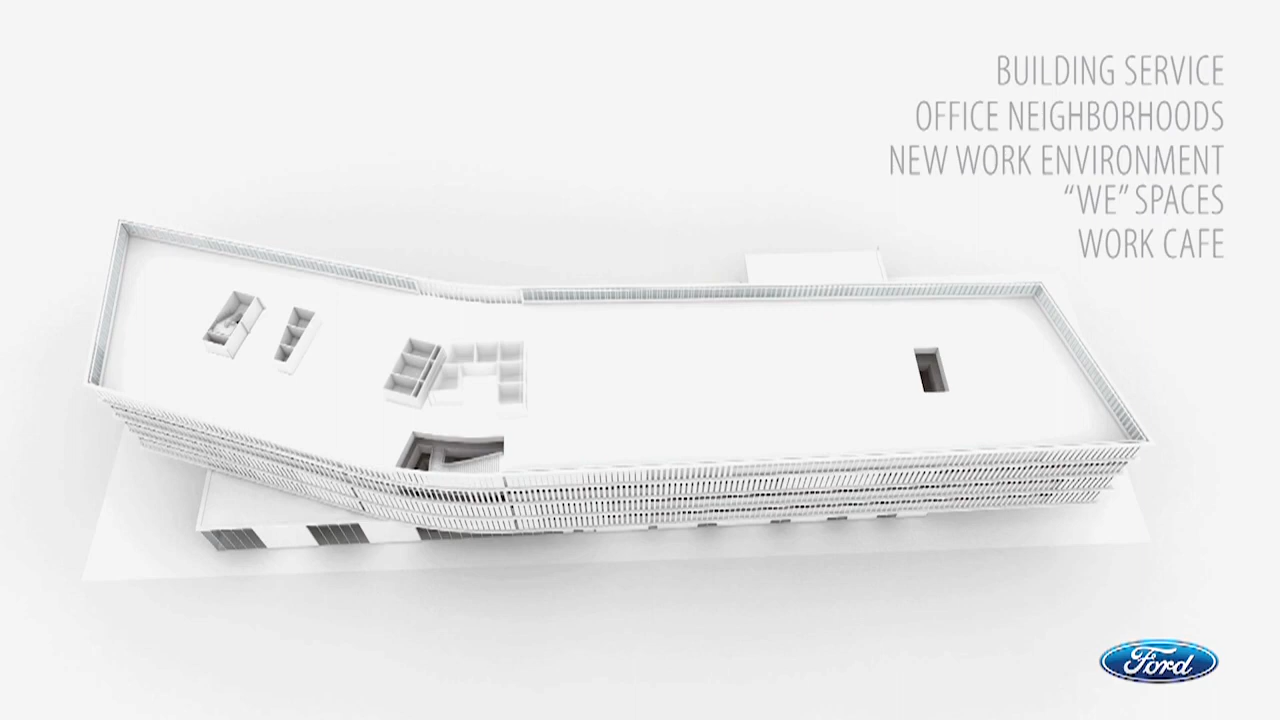 BUILDING SERVICE
OFFICE NEIGHBORHOODS
NEW WORK ENVIRONMENT
“WE” SPACES
WORK CAFE
Ford